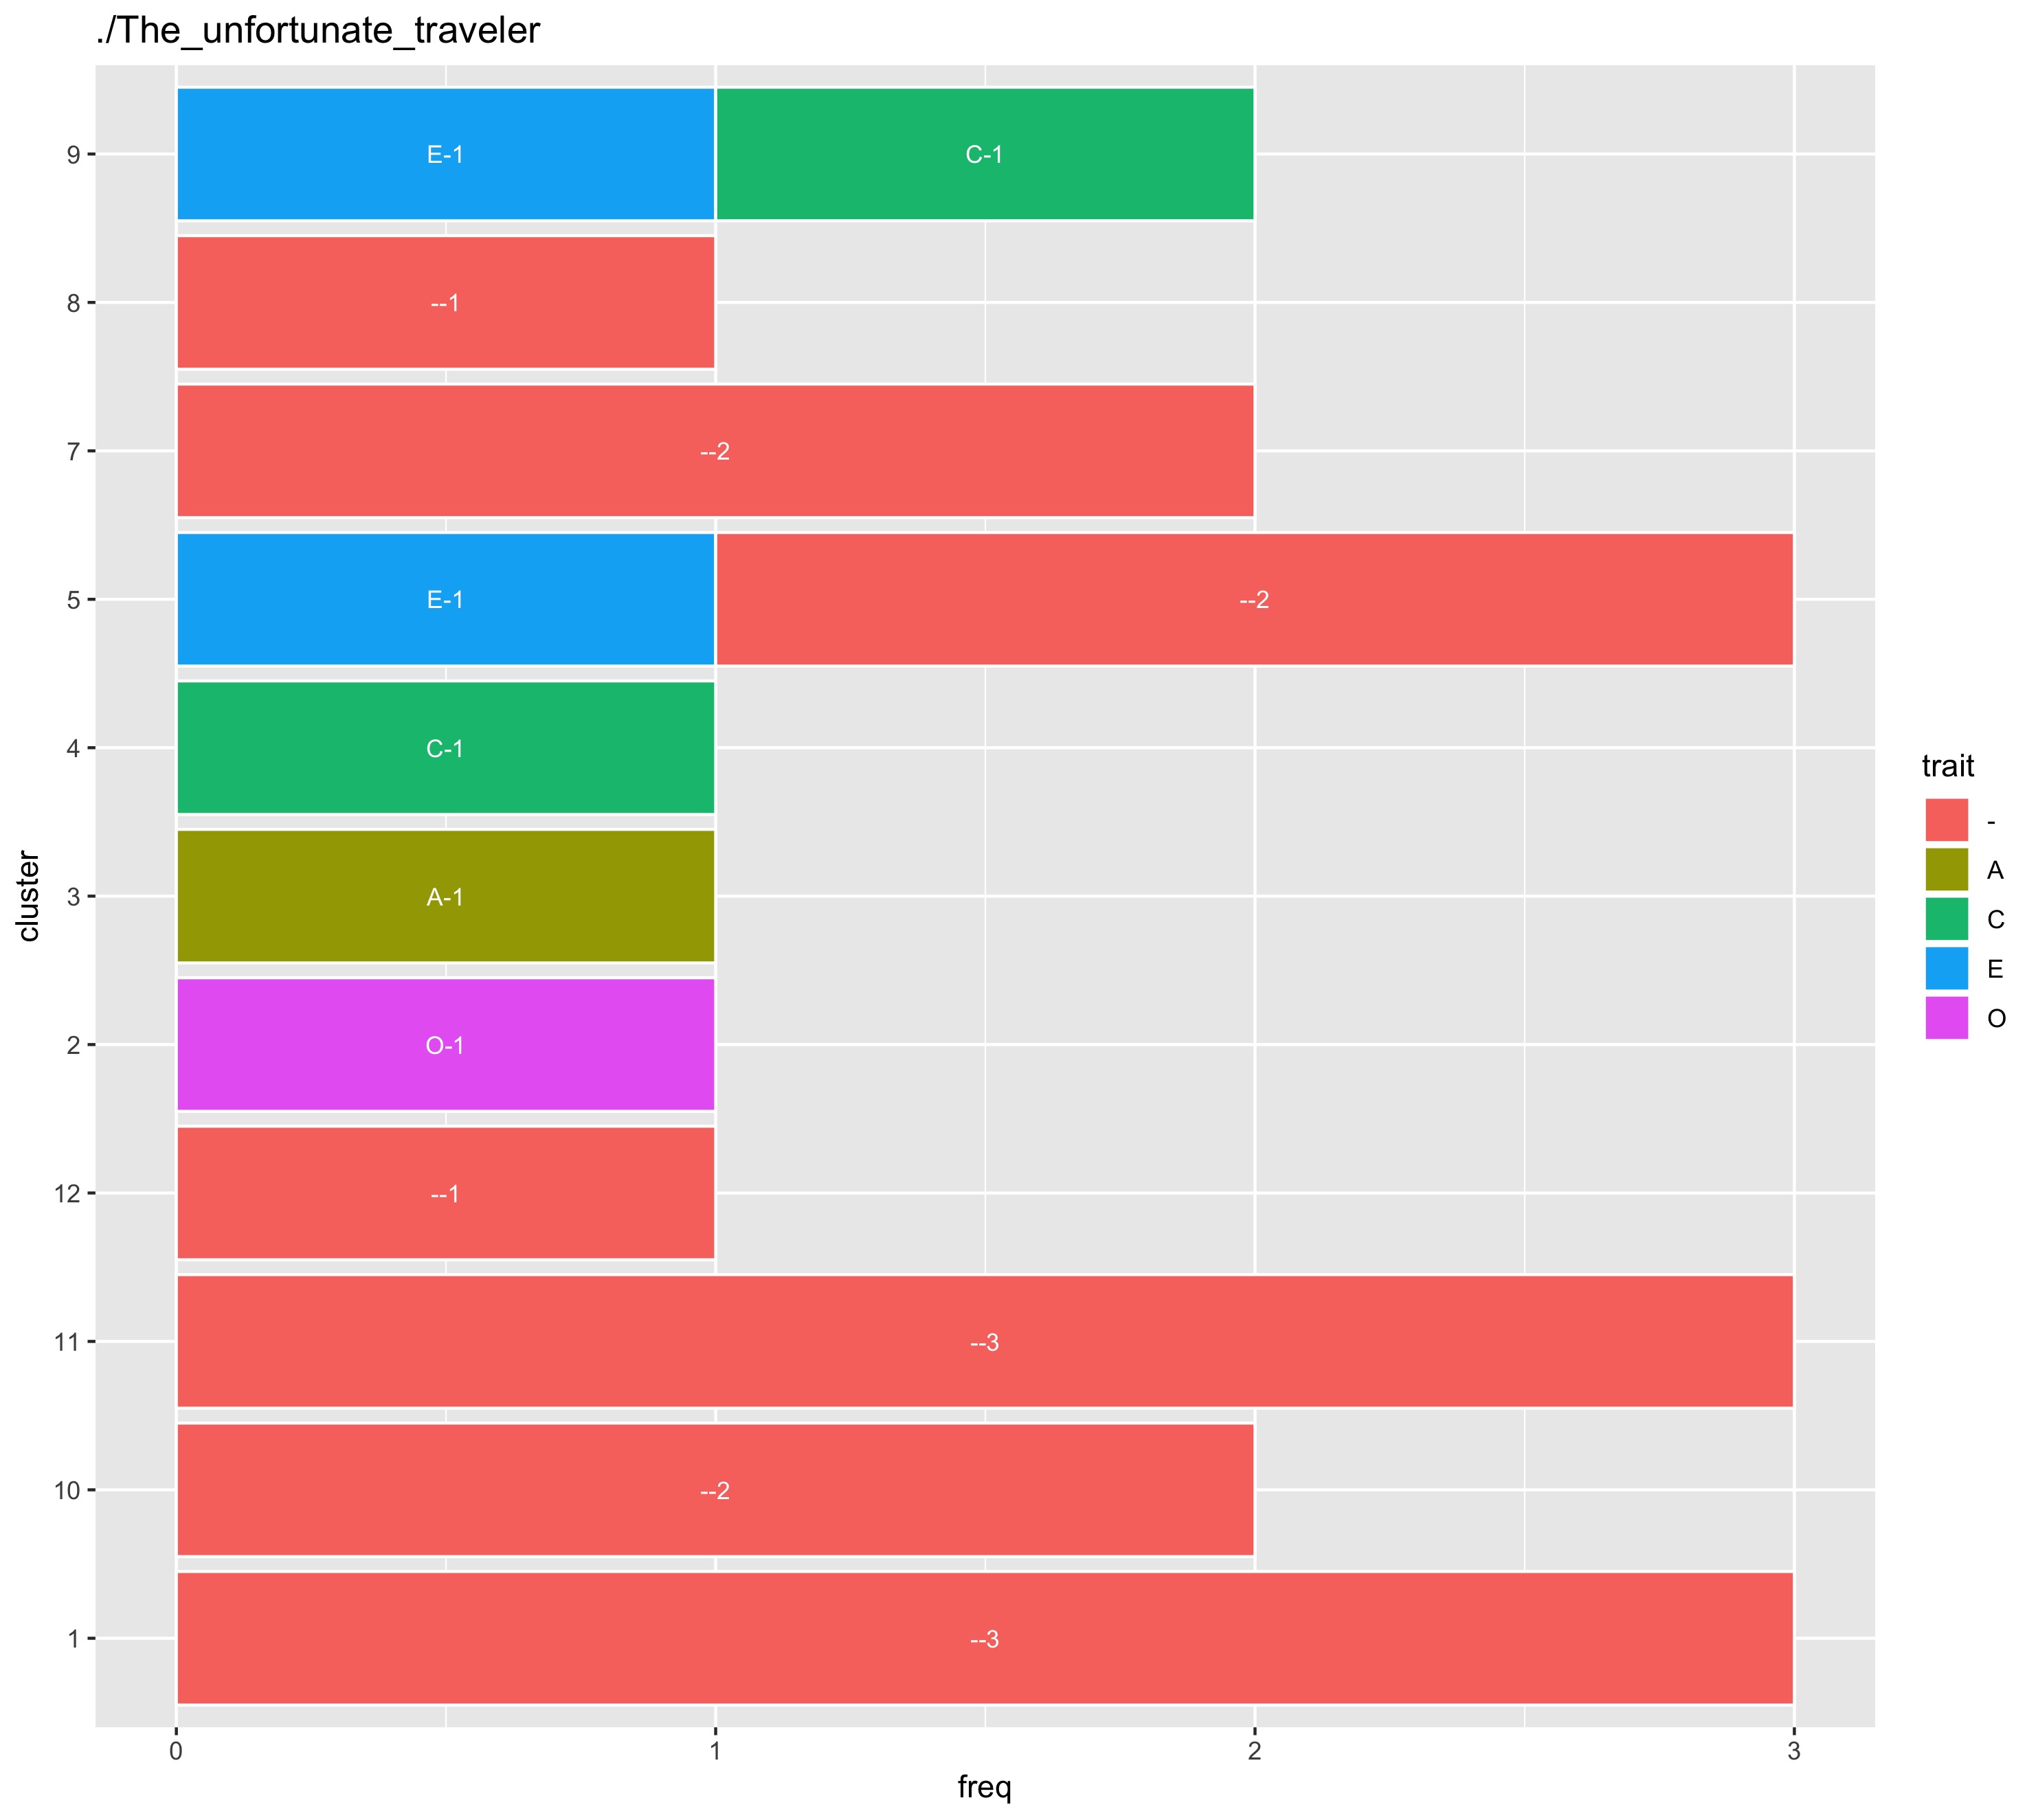 ./The_unfortunate_traveler
cluster
9
E-1 C-1
8
--1
7
--2
5
E-1 --2
4
C-1
3
A-1
2
O-1
12
--1
11
--3
10
--2
1
--3
0 1 2 3
freq
trait
-
A
C
E
O